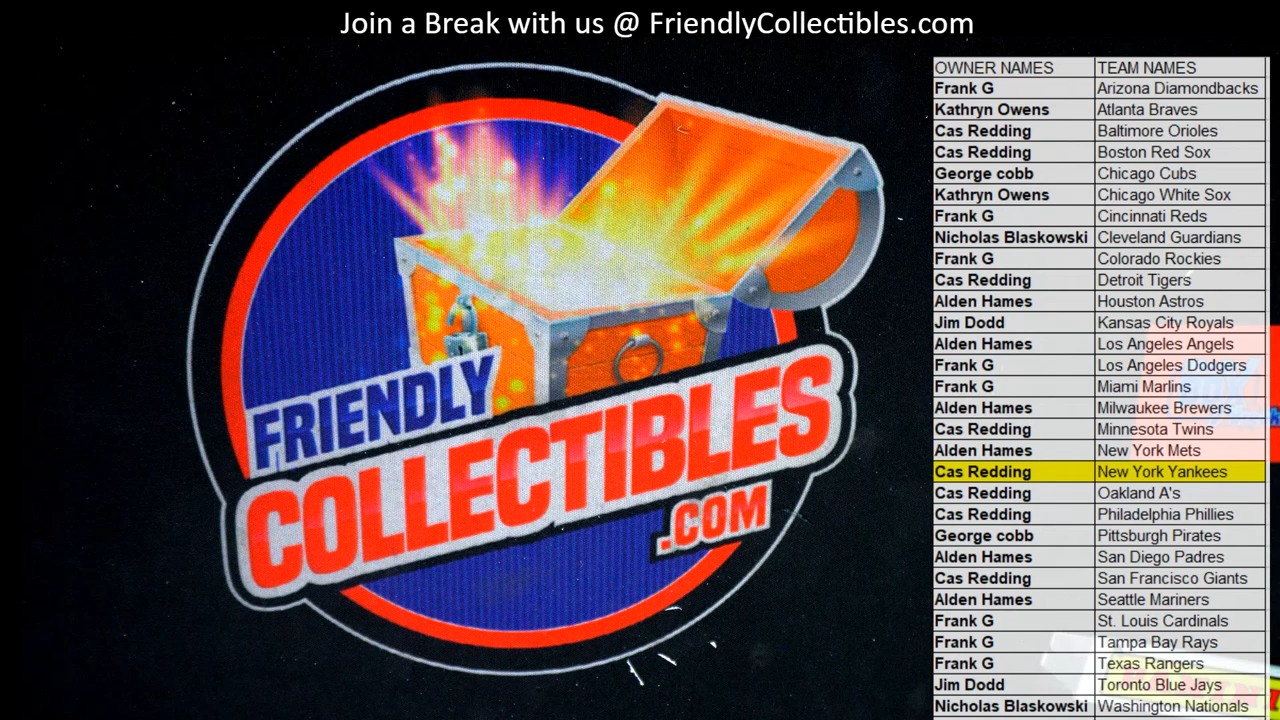 Join a Break with us @ FriendlyCollectibles.com
FRIENDLY
COLLECTIBLES
.COM
OWNER NAMES TEAM NAMES
Frank G Arizona Diamondbacks
Kathryn Owens Atlanta Braves
Cas Redding Baltimore Orioles
Cas Redding Boston Red Sox
George cobb Chicago Cubs
Kathryn Owens Chicago White Sox
Frank G Cincinnati Reds
Nicholas Blaskowski Cleveland Guardians
Frank G Colorado Rockies
Cas Redding Detroit Tigers
Alden Hames Houston Astros
Jim Dodd Kansas City Royals
Alden Hames Los Angeles Angels
Frank G Los Angeles Dodgers
Frank G Miami Marlins
Alden Hames Milwaukee Brewers
Cas Redding Minnesota Twins
Alden Hames New York Mets
Cas Redding New York Yankees
Cas Redding Oakland A's
Cas Redding Philadelphia Phillies
George cobb Pittsburgh Pirates
Alden Hames San Diego Padres
Cas Redding San Francisco Giants
Alden Hames Seattle Mariners
Frank G St. Louis Cardinals
Frank G Tampa Bay Rays
Frank G Texas Rangers
Jim Dodd Toronto Blue Jays
Nicholas Blaskowski Washington Nationals